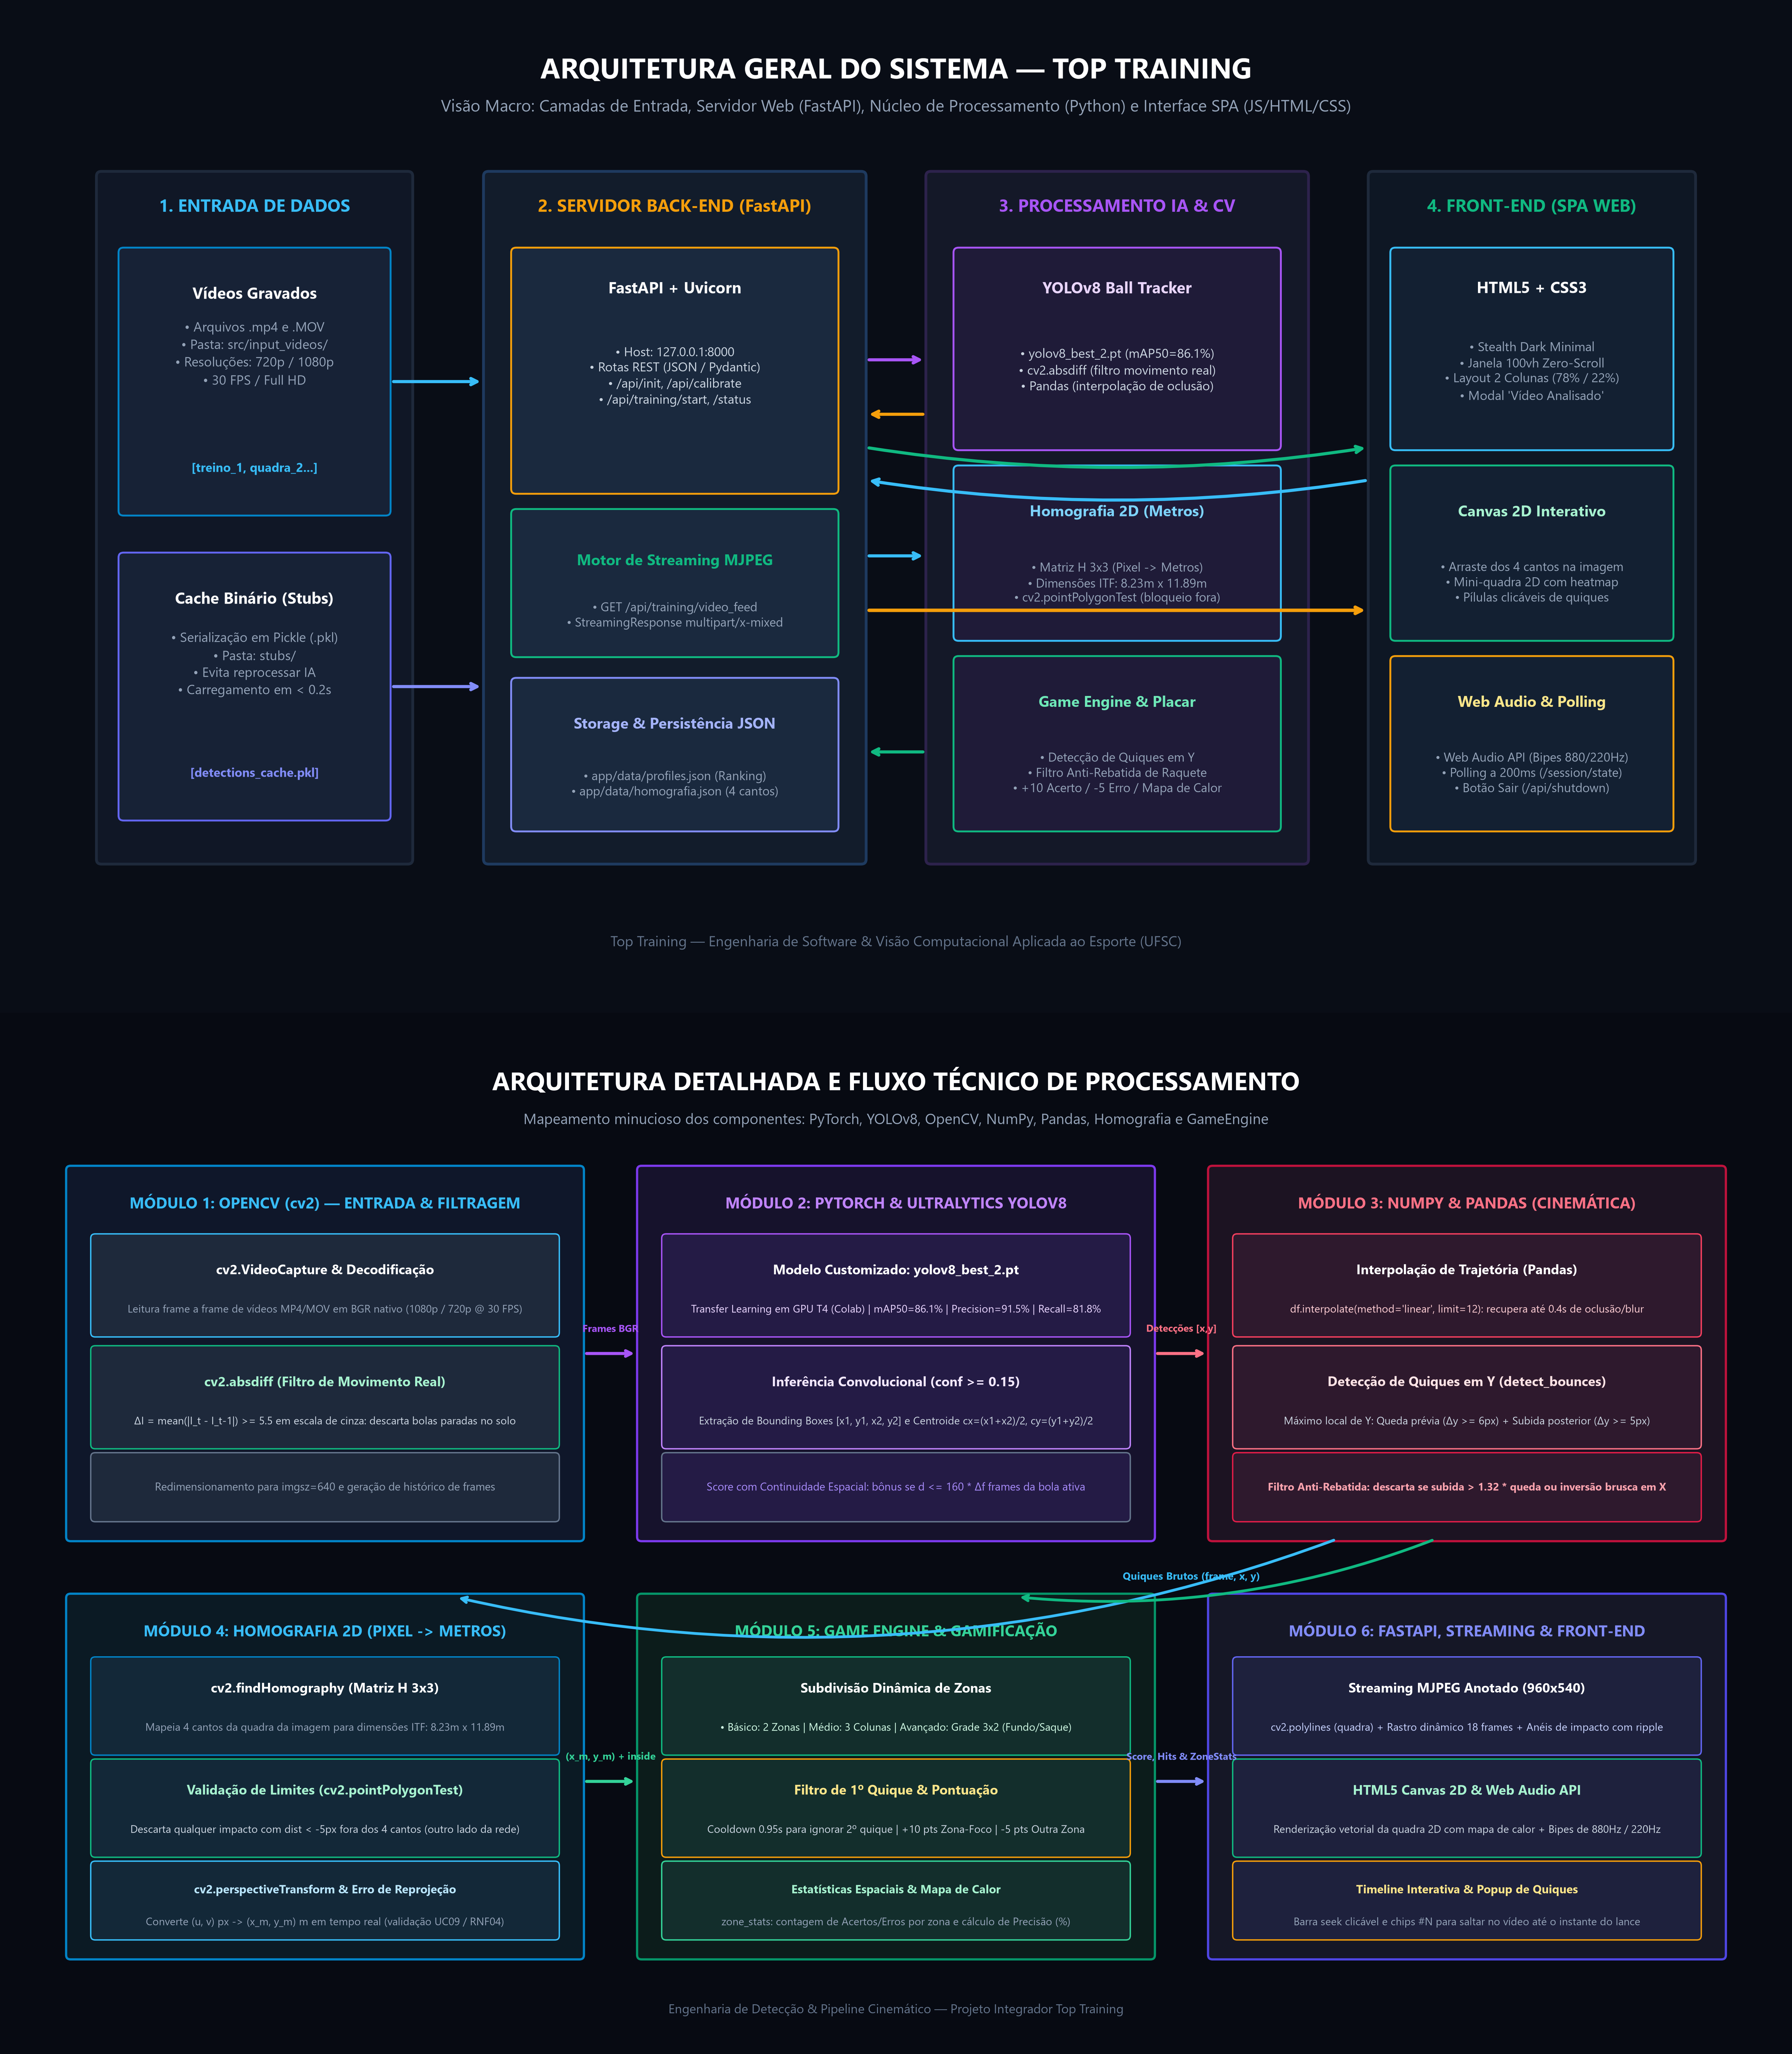 ARQUITETURA GERAL DO SISTEMA — TOP TRAINING
Visão Macro: Camadas de Entrada, Servidor Web (FastAPI), Núcleo de Processamento (Python) e Interface SPA (JS/HTML/CSS)
1. ENTRADA DE DADOS
Vídeos Gravados
• Arquivos .mp4 e .MOV
• Pasta: src/input_videos/
• Resoluções: 720p / 1080p
• 30 FPS / Full HD
[treino_1, quadra_2...]
Cache Binário (Stubs)
• Serialização em Pickle (.pkl)
• Pasta: stubs/
• Evita reprocessar IA
• Carregamento em < 0.2s
[detections_cache.pkl]
2. SERVIDOR BACK-END (FastAPI)
FastAPI + Uvicorn
• Host: 127.0.0.1:8000
• Rotas REST (JSON / Pydantic)
• /api/init, /api/calibrate
• /api/training/start, /status
Motor de Streaming MJPEG
• GET /api/training/video_feed
• StreamingResponse multipart/x-mixed
Storage & Persistência JSON
• app/data/profiles.json (Ranking)
• app/data/homografia.json (4 cantos)
3. PROCESSAMENTO IA & CV
YOLOv8 Ball Tracker
• yolov8_best_2.pt (mAP50=86.1%)
• cv2.absdiff (filtro movimento real)
• Pandas (interpolação de oclusão)
Homografia 2D (Metros)
• Matriz H 3x3 (Pixel -> Metros)
• Dimensões ITF: 8.23m x 11.89m
• cv2.pointPolygonTest (bloqueio fora)
Game Engine & Placar
• Detecção de Quiques em Y
• Filtro Anti-Rebatida de Raquete
• +10 Acerto / -5 Erro / Mapa de Calor
4. FRONT-END (SPA WEB)
HTML5 + CSS3
• Stealth Dark Minimal
• Janela 100vh Zero-Scroll
• Layout 2 Colunas (78% / 22%)
• Modal 'Vídeo Analisado'
Canvas 2D Interativo
• Arraste dos 4 cantos na imagem
• Mini-quadra 2D com heatmap
• Pílulas clicáveis de quiques
Web Audio & Polling
• Web Audio API (Bipes 880/220Hz)
• Polling a 200ms (/session/state)
• Botão Sair (/api/shutdown)
Top Training — Engenharia de Software & Visão Computacional Aplicada ao Esporte (UFSC)
ARQUITETURA DETALHADA E FLUXO TÉCNICO DE PROCESSAMENTO
Mapeamento minucioso dos componentes: PyTorch, YOLOv8, OpenCV, NumPy, Pandas, Homografia e GameEngine
MÓDULO 1: OPENCV (cv2) — ENTRADA & FILTRAGEM
cv2.VideoCapture & Decodificação
Leitura frame a frame de vídeos MP4/MOV em BGR nativo (1080p / 720p @ 30 FPS)
cv2.absdiff (Filtro de Movimento Real)
ΔI = mean(|I_t - I_t-1|) >= 5.5 em escala de cinza: descarta bolas paradas no solo
Redimensionamento para imgsz=640 e geração de histórico de frames
Frames BGR
MÓDULO 2: PYTORCH & ULTRALYTICS YOLOV8
Modelo Customizado: yolov8_best_2.pt
Transfer Learning em GPU T4 (Colab) | mAP50=86.1% | Precision=91.5% | Recall=81.8%
Inferência Convolucional (conf >= 0.15)
Extração de Bounding Boxes [x1, y1, x2, y2] e Centroide cx=(x1+x2)/2, cy=(y1+y2)/2
Score com Continuidade Espacial: bônus se d <= 160 * Δf frames da bola ativa
Detecções [x,y]
MÓDULO 3: NUMPY & PANDAS (CINEMÁTICA)
Interpolação de Trajetória (Pandas)
df.interpolate(method='linear', limit=12): recupera até 0.4s de oclusão/blur
Detecção de Quiques em Y (detect_bounces)
Máximo local de Y: Queda prévia (Δy >= 6px) + Subida posterior (Δy >= 5px)
Filtro Anti-Rebatida: descarta se subida > 1.32 * queda ou inversão brusca em X
Quiques Brutos (frame, x, y)
MÓDULO 4: HOMOGRAFIA 2D (PIXEL -> METROS)
cv2.findHomography (Matriz H 3x3)
Mapeia 4 cantos da quadra da imagem para dimensões ITF: 8.23m x 11.89m
Validação de Limites (cv2.pointPolygonTest)
Descarta qualquer impacto com dist < -5px fora dos 4 cantos (outro lado da rede)
cv2.perspectiveTransform & Erro de Reprojeção
Converte (u, v) px -> (x_m, y_m) m em tempo real (validação UC09 / RNF04)
(x_m, y_m) + inside
MÓDULO 5: GAME ENGINE & GAMIFICAÇÃO
Subdivisão Dinâmica de Zonas
• Básico: 2 Zonas | Médio: 3 Colunas | Avançado: Grade 3x2 (Fundo/Saque)
Filtro de 1º Quique & Pontuação
Cooldown 0.95s para ignorar 2º quique | +10 pts Zona-Foco | -5 pts Outra Zona
Estatísticas Espaciais & Mapa de Calor
zone_stats: contagem de Acertos/Erros por zona e cálculo de Precisão (%)
Score, Hits & ZoneStats
MÓDULO 6: FASTAPI, STREAMING & FRONT-END
Streaming MJPEG Anotado (960x540)
cv2.polylines (quadra) + Rastro dinâmico 18 frames + Anéis de impacto com ripple
HTML5 Canvas 2D & Web Audio API
Renderização vetorial da quadra 2D com mapa de calor + Bipes de 880Hz / 220Hz
Timeline Interativa & Popup de Quiques
Barra seek clicável e chips #N para saltar no vídeo até o instante do lance
Engenharia de Detecção & Pipeline Cinemático — Projeto Integrador Top Training